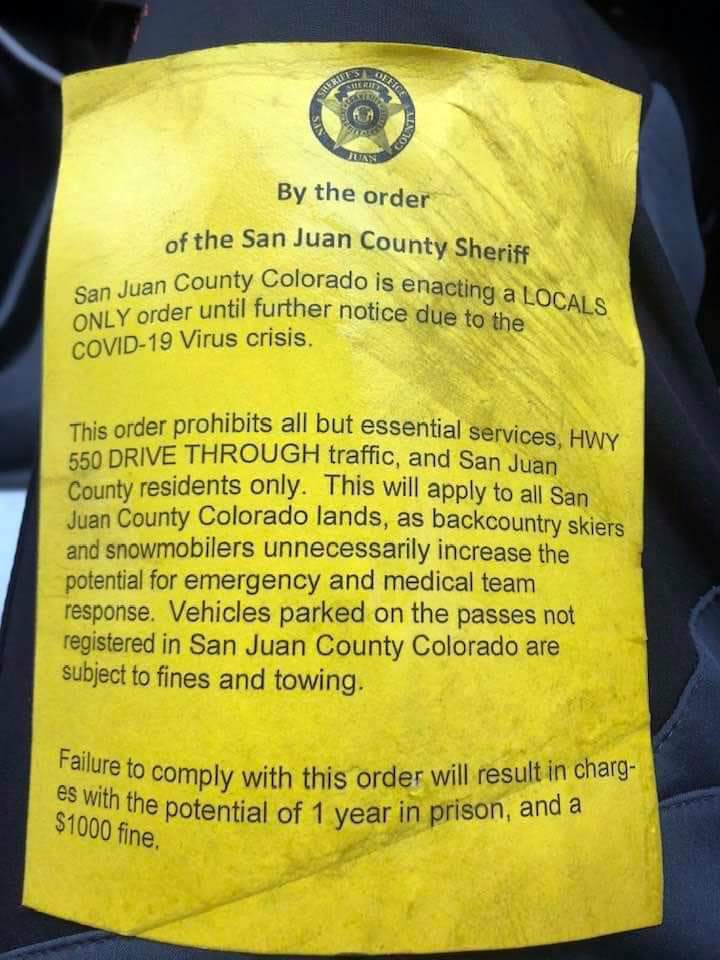 SHERIFF'S OFFICE
SHERIFF
SAN JUAN COUNTY
By the order
of the San Juan County Sheriff
San Juan County Colorado is enacting a LOCALS
ONLY order until further notice due to the
COVID-19 Virus crisis.
This order prohibits all but essential services, HWY
550 DRIVE THROUGH traffic, and San Juan
County residents only.  This will apply to all San
Juan County Colorado lands, as backcountry skiers
and snowmobilers unnecessarily increase the
potential for emergency and medical team
response.  Vehicles parked on the passes not
registered in San Juan County Colorado are
subject to fines and towing.
Failure to comply with this order will result in charg-
es with the potential of 1 year in prison, and a
$1000 fine.